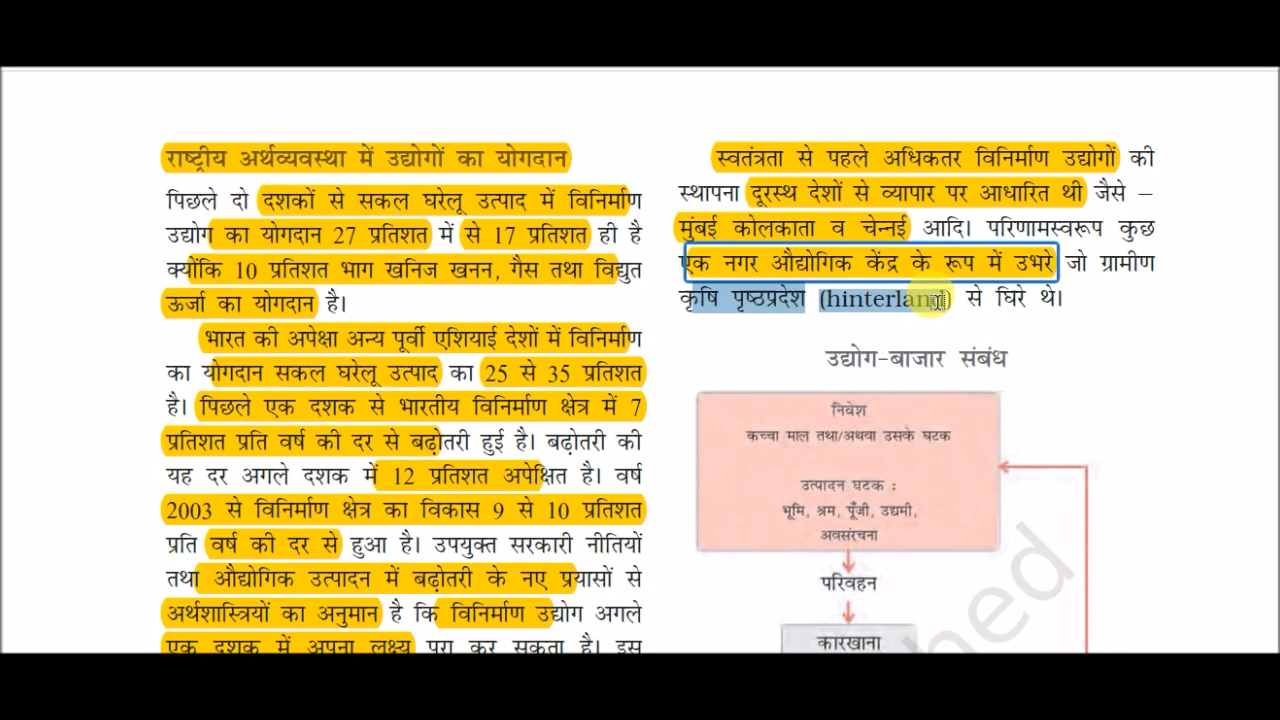 राष्ट्रीय अर्थव्यवस्था में उद्योगों का योगदान
पिछले दो दशकों से सकल घरेलू उत्पाद में विनिर्माण
उद्योग का योगदान 27 प्रतिशत में से 17 प्रतिशत ही है
क्योंकि 10 प्रतिशत भाग खनिज खनन, गैस तथा विद्युत
ऊर्जा का योगदान है।
भारत की अपेक्षा अन्य पूर्वी एशियाई देशों में विनिर्माण
का योगदान सकल घरेलू उत्पाद का 25 से 35 प्रतिशत
है। पिछले एक दशक से भारतीय विनिर्माण क्षेत्र में 7
प्रतिशत प्रति वर्ष की दर से बढ़ोतरी हुई है। बढ़ोतरी की
यह दर अगले दशक में 12 प्रतिशत अपेक्षित है। वर्ष
2003 से विनिर्माण क्षेत्र का विकास 9 से 10 प्रतिशत
प्रति वर्ष की दर से हुआ है। उपयुक्त सरकारी नीतियों
तथा औद्योगिक उत्पादन में बढ़ोतरी के नए प्रयासों से
अर्थशास्त्रियों का अनुमान है कि विनिर्माण उद्योग अगले
एक दशक में अपना लक्ष्य पूरा कर सकता है। इस
स्वतंत्रता से पहले अधिकतर विनिर्माण उद्योगों की
स्थापना दूरस्थ देशों से व्यापार पर आधारित थी जैसे –
मुंबई कोलकाता व चेन्नई आदि। परिणामस्वरूप कुछ
एक नगर औद्योगिक केंद्र के रूप में उभरे जो ग्रामीण
कृषि पृष्ठप्रदेश (hinterland) से घिरे थे।
उद्योग-बाजार संबंध
निवेश
कच्चा माल तथा/अथवा उसके घटक
उत्पादन घटक :
भूमि, श्रम, पूँजी, उद्यमी,
अवसंरचना
परिवहन
कारखाना